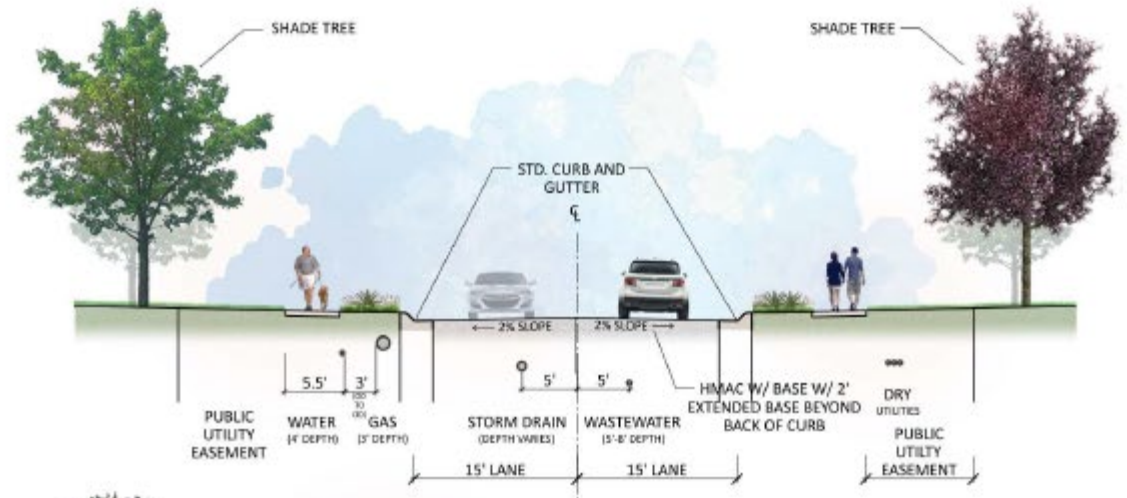 SHADE TREE
SHADE TREE
STD. CURB AND
GUTTER
℄
← 2% SLOPE
2% SLOPE →
5.5'
3'
5'
5'
HMAC W/ BASE W/ 2'
EXTENDED BASE BEYOND
BACK OF CURB
PUBLIC
UTILITY
EASEMENT
WATER
(4' DEPTH)
GAS
(3' DEPTH)
STORM DRAIN
(DEPTH VARIES)
WASTEWATER
(5'-8' DEPTH)
DRY
UTILITIES
PUBLIC
UTILTY
EASEMENT
15' LANE
15' LANE